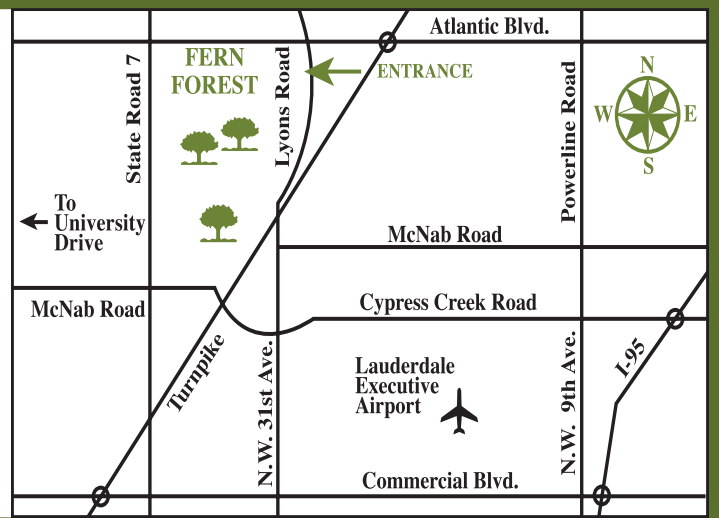 Atlantic Blvd.
FERN
FOREST
ENTRANCE
State Road 7
Lyons Road
Powerline Road
N
W
E
S
To
University
Drive
McNab Road
McNab Road
Cypress Creek Road
Turnpike
N.W. 31st Ave.
Lauderdale
Executive
Airport
N.W. 9th Ave.
I-95
Commercial Blvd.